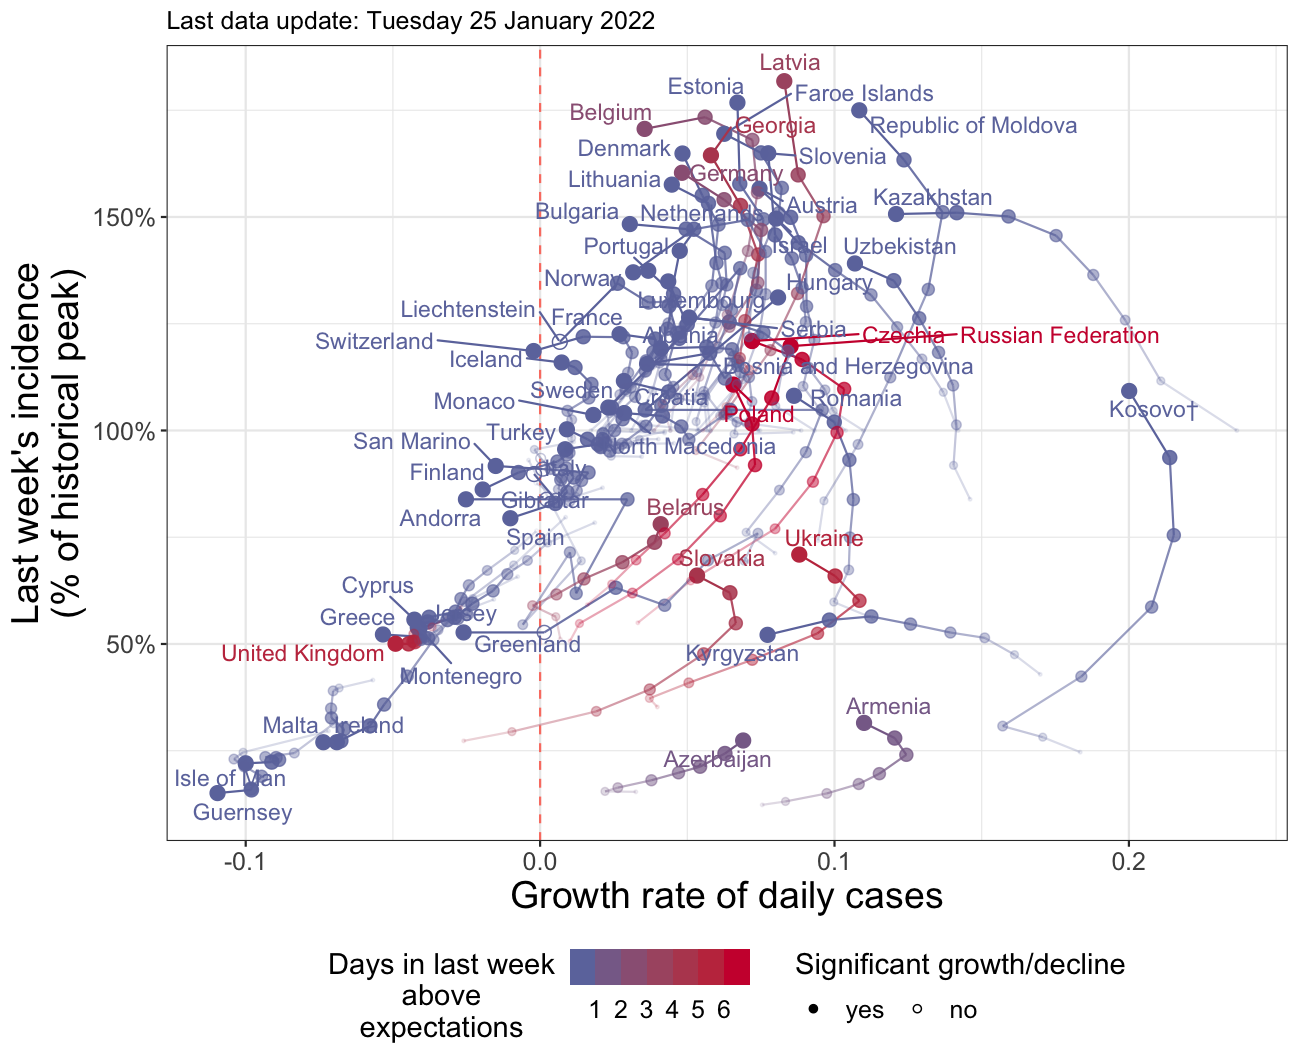 Last data update: Tuesday 25 January 2022
Last week's incidence
(% of historical peak)
150%
100%
50%
Latvia
Estonia
Faroe Islands
Belgium
Georgia
Republic of Moldova
Denmark
Slovenia
Germany
Lithuania
Kazakhstan
Bulgaria
Netherlands
Austria
Portugal
Israel
Uzbekistan
Norway
Hungary
Luxembourg
Liechtenstein
France
Serbia
Czechia
Russian Federation
Switzerland
Albania
Iceland
Bosnia and Herzegovina
Sweden
Croatia
Romania
Monaco
Poland
Kosovo†
Turkey
North Macedonia
San Marino
Italy
Finland
Gibraltar
Andorra
Belarus
Spain
Ukraine
Slovakia
Cyprus
Greece
Jersey
Greenland
United Kingdom
Kyrgyzstan
Montenegro
Malta
Ireland
Armenia
Azerbaijan
Isle of Man
Guernsey
-0.1
0.0
0.1
0.2
Growth rate of daily cases
Days in last week
above
expectations
1 2 3 4 5 6
Significant growth/decline
yes
no